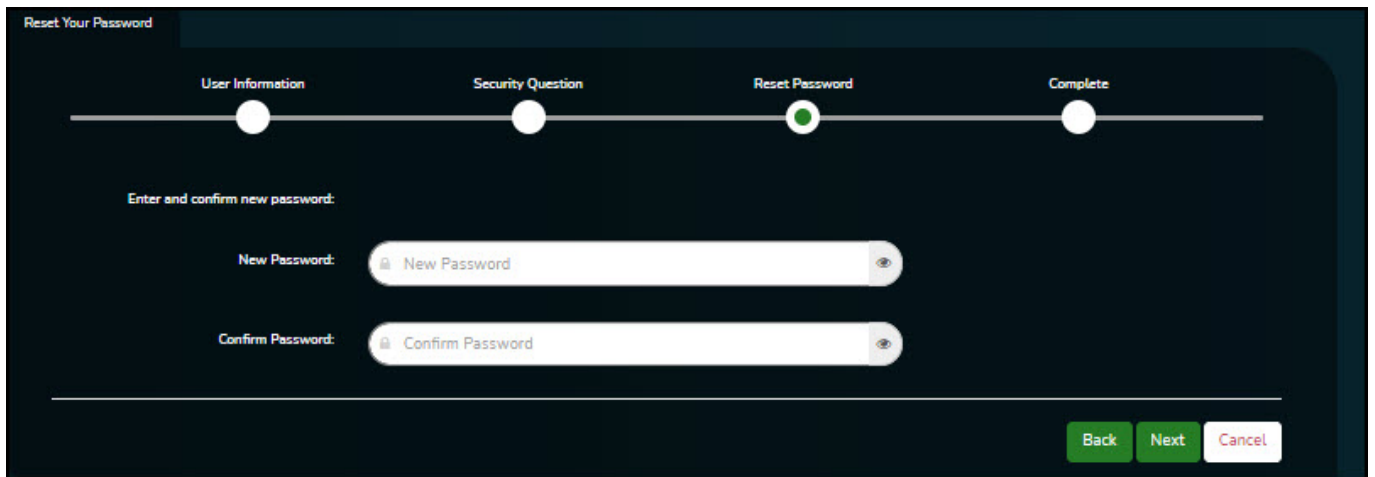 Reset Your Password
User Information Security Question Reset Password Complete
Enter and confirm new password:
New Password: New Password
Confirm Password: Confirm Password
Back Next Cancel